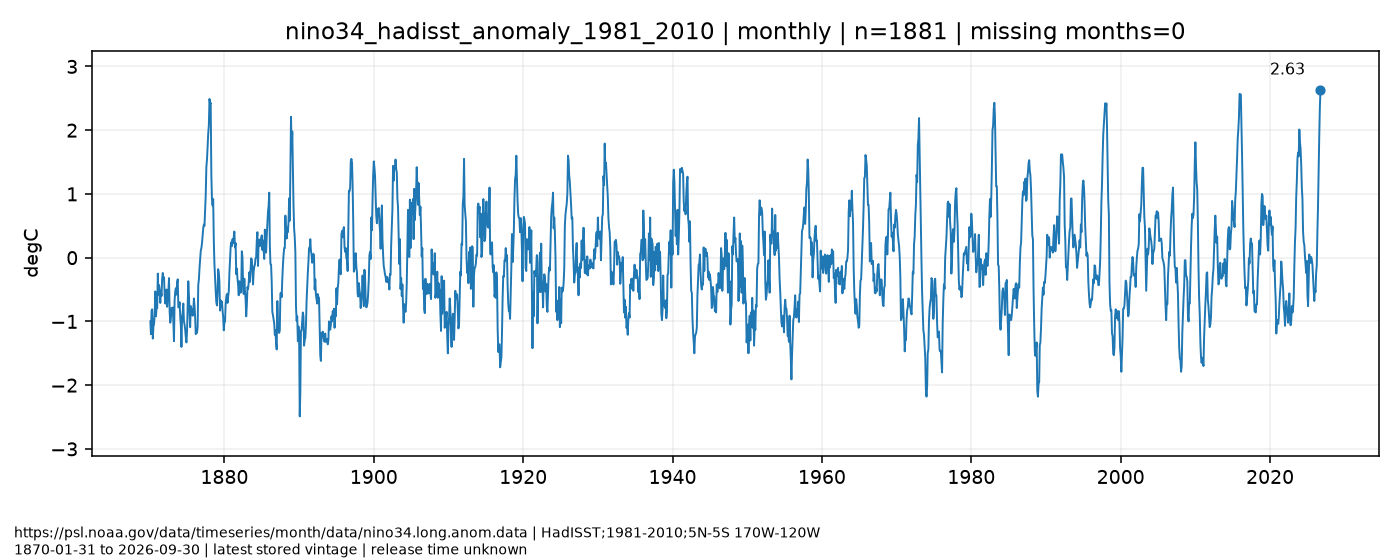 nino34_hadisst_anomaly_1981_2010 | monthly | n=1881 | missing months=0
3
2.63
2
1
0
−1
−2
−3
degC
1880 1900 1920 1940 1960 1980 2000 2020
https://psl.noaa.gov/data/timeseries/month/data/nino34.long.anom.data | HadISST;1981-2010;5N-5S 170W-120W
1870-01-31 to 2026-09-30 | latest stored vintage | release time unknown